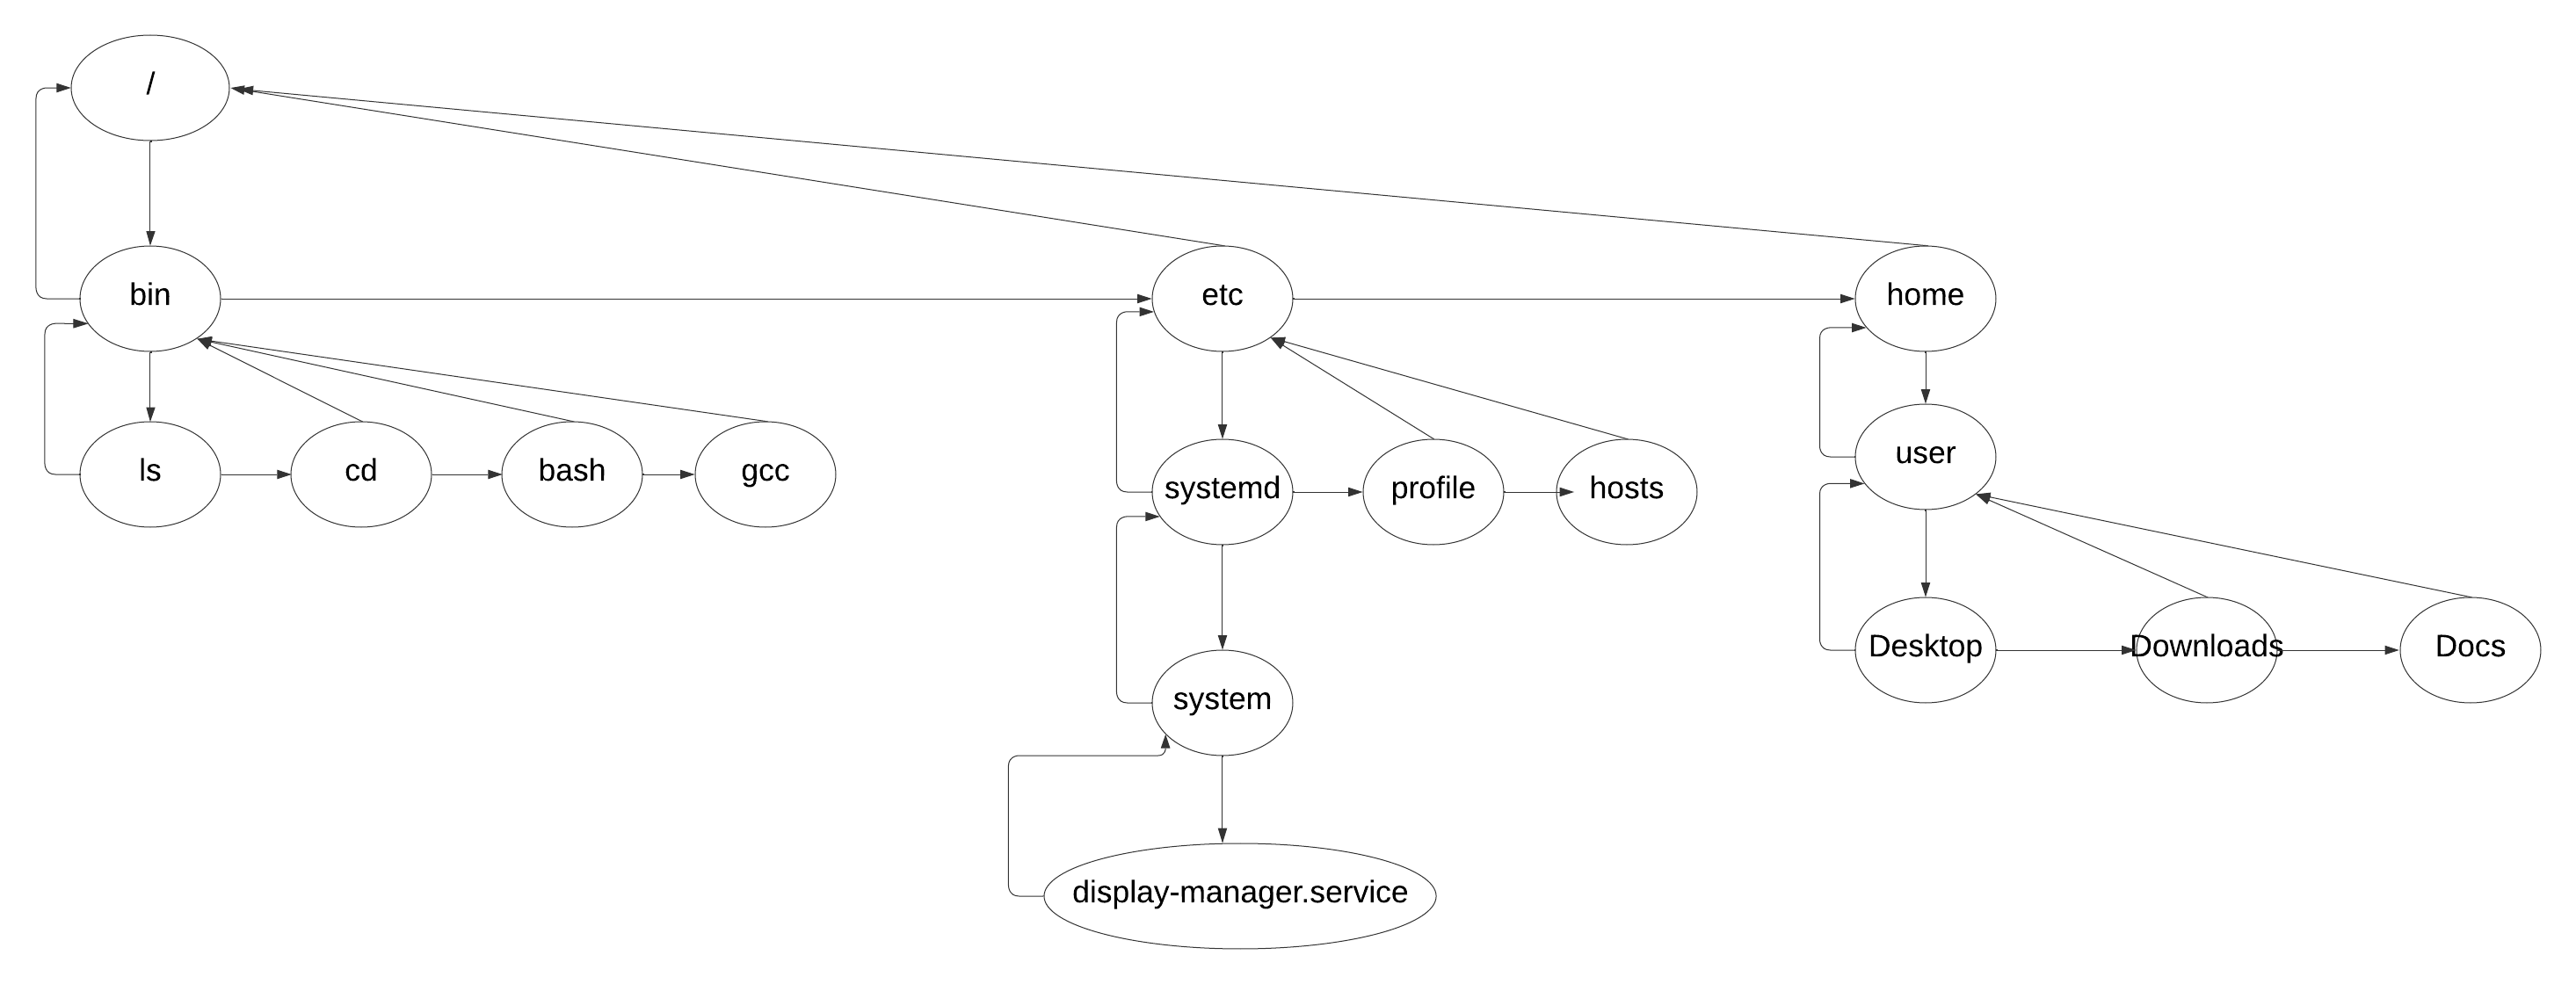 /
bin
etc
home
ls
cd
bash
gcc
systemd
profile
hosts
user
Desktop
Downloads
Docs
system
display-manager.service